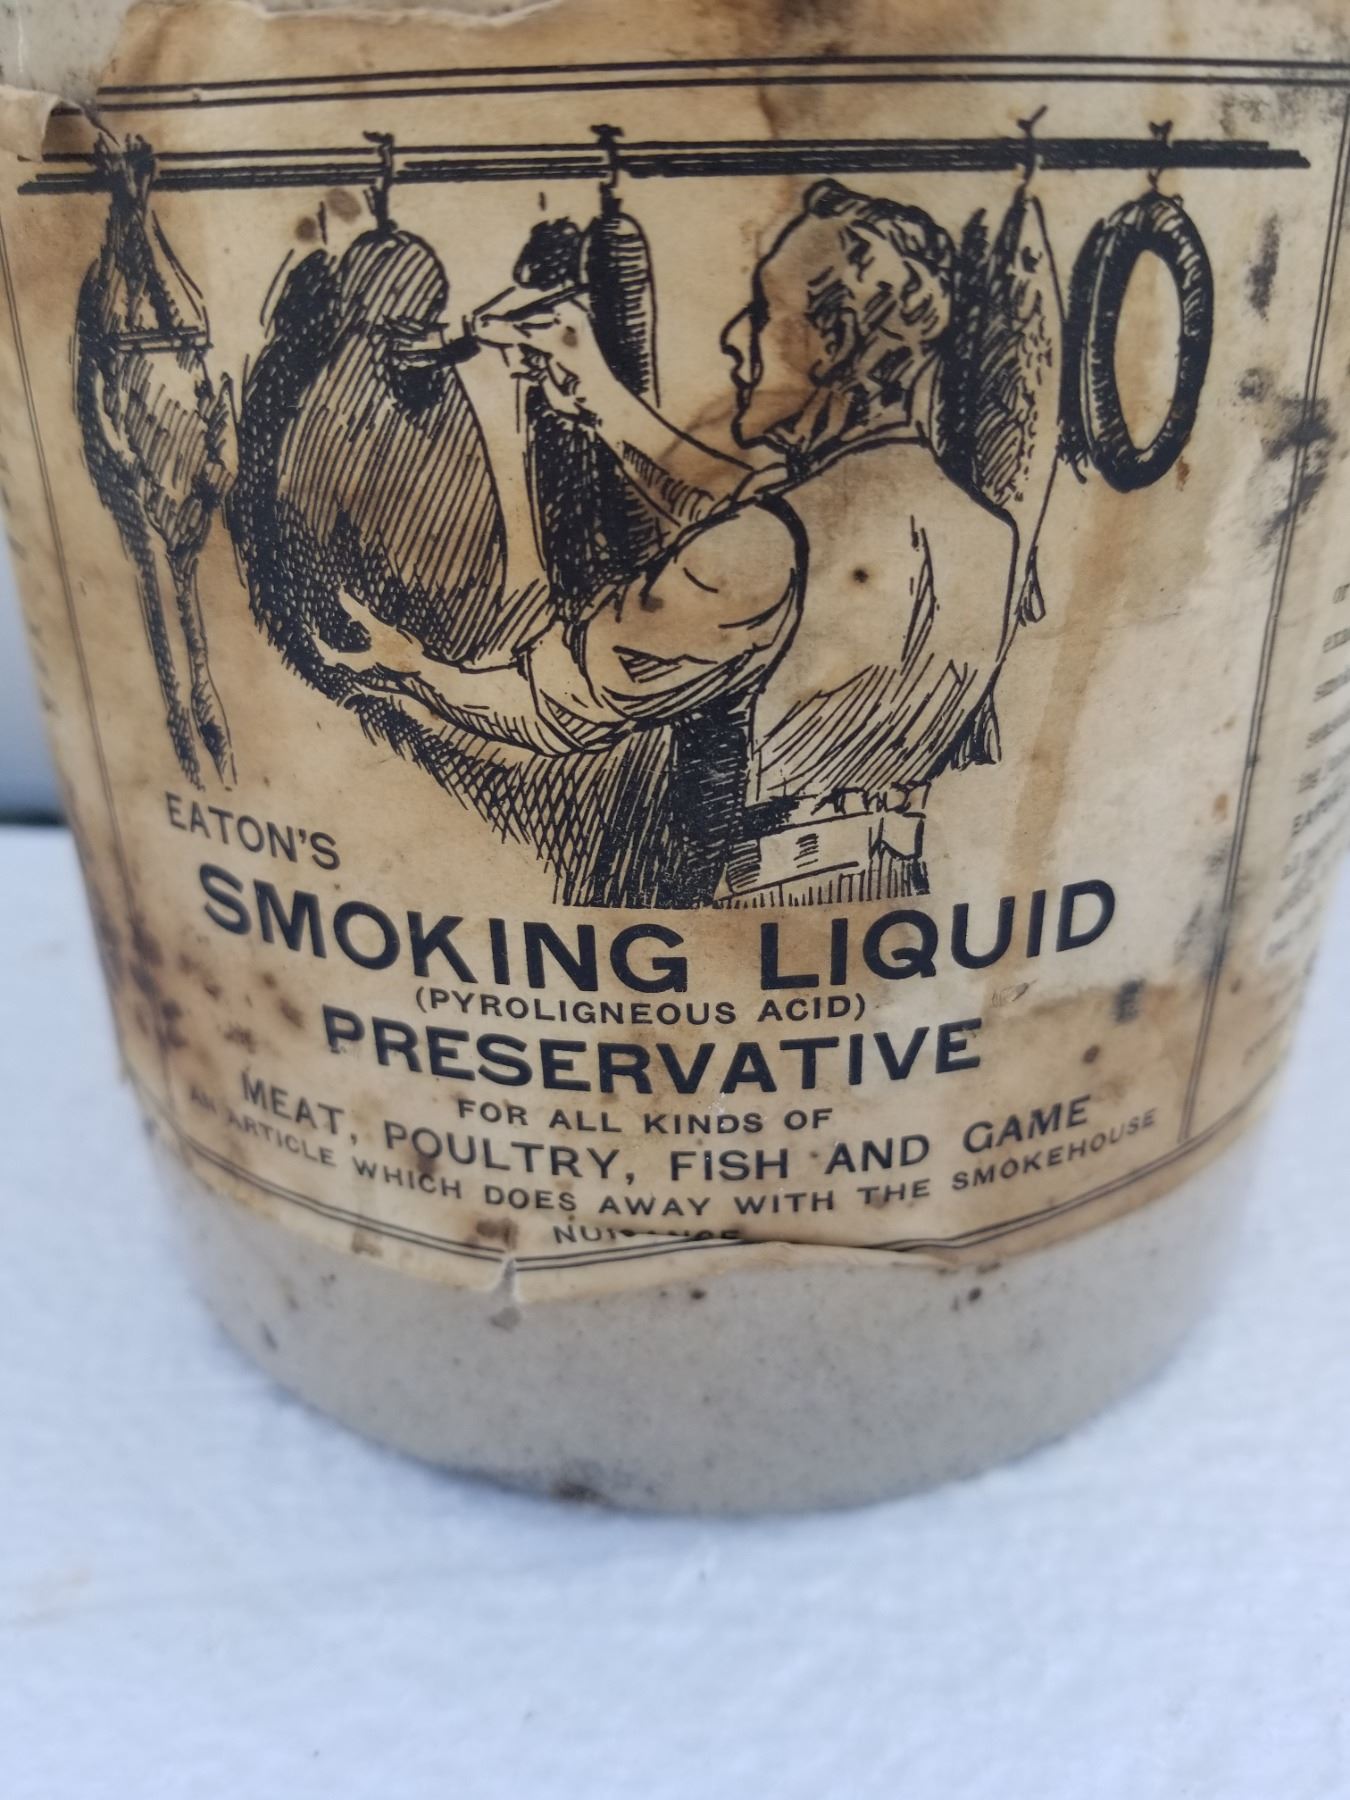 EATON'S
SMOKING LIQUID
(PYROLIGNEOUS ACID)
PRESERVATIVE
FOR ALL KINDS OF
MEAT, POULTRY, FISH AND GAME
AN ARTICLE WHICH DOES AWAY WITH THE SMOKEHOUSE